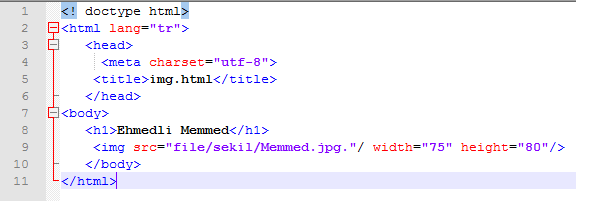 1 <! doctype html>
2 <html lang="tr">
3 <head>
4 <meta charset="utf-8">
5 <title>img.html</title>
6 </head>
7 <body>
8 <h1>Ehmedli Memmed</h1>
9 <img src="file/sekil/Memmed.jpg."/ width="75" height="80"/>
10 </body>
11 </html>